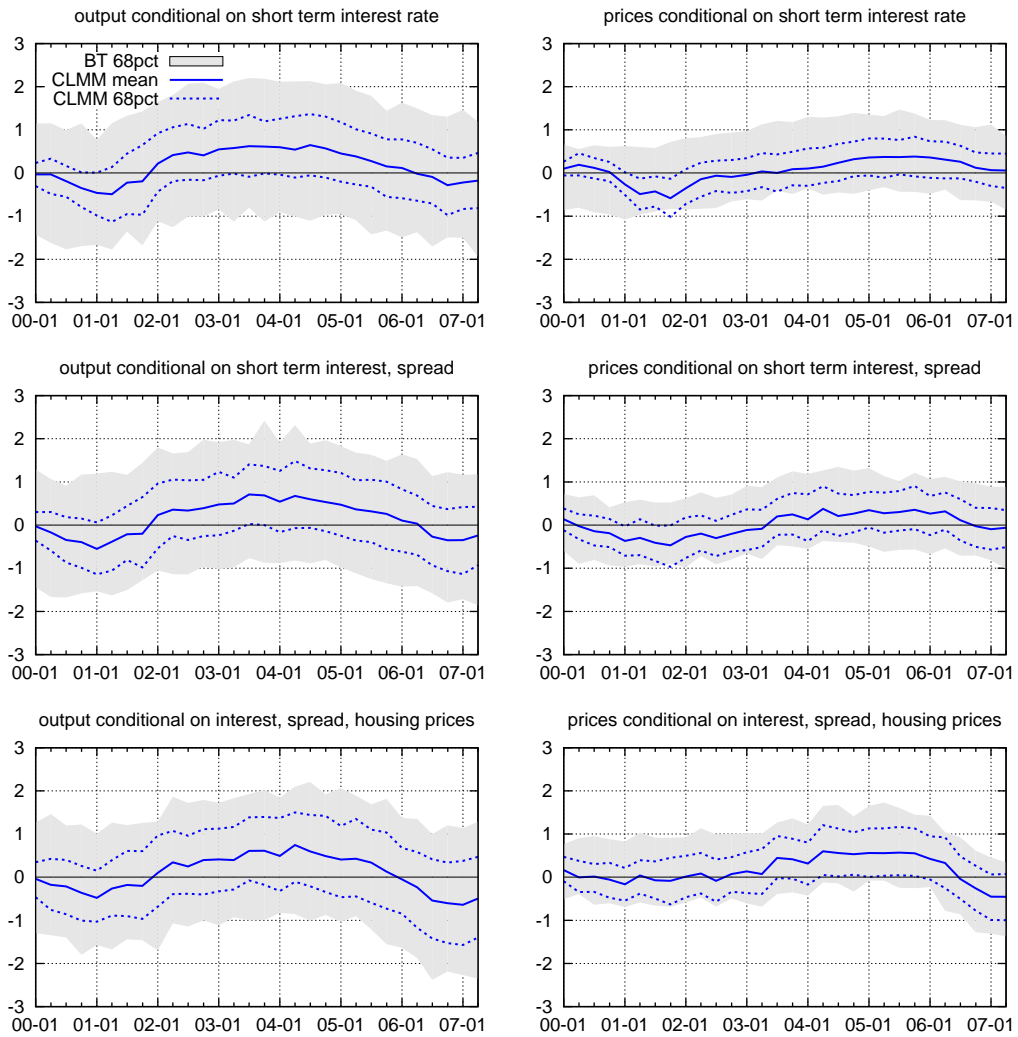 output conditional on short term interest rate
3
2
1
0
-1
-2
-3
BT 68pct
CLMM mean
CLMM 68pct
00-01 01-01 02-01 03-01 04-01 05-01 06-01 07-01
prices conditional on short term interest rate
3
2
1
0
-1
-2
-3
00-01 01-01 02-01 03-01 04-01 05-01 06-01 07-01
output conditional on short term interest, spread
3
2
1
0
-1
-2
-3
00-01 01-01 02-01 03-01 04-01 05-01 06-01 07-01
prices conditional on short term interest, spread
3
2
1
0
-1
-2
-3
00-01 01-01 02-01 03-01 04-01 05-01 06-01 07-01
output conditional on interest, spread, housing prices
3
2
1
0
-1
-2
-3
00-01 01-01 02-01 03-01 04-01 05-01 06-01 07-01
prices conditional on interest, spread, housing prices
3
2
1
0
-1
-2
-3
00-01 01-01 02-01 03-01 04-01 05-01 06-01 07-01